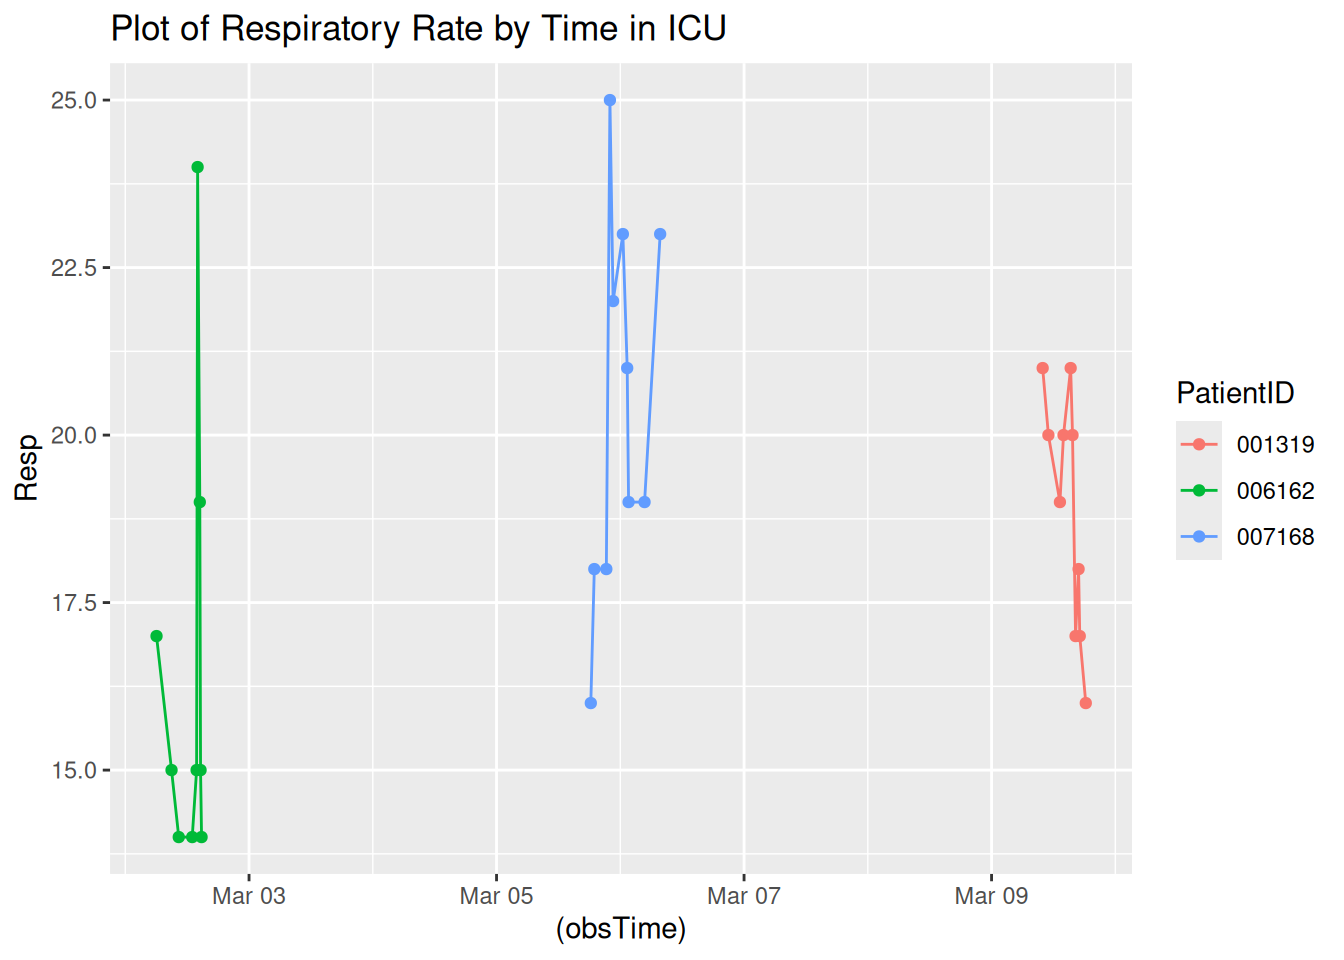 Plot of Respiratory Rate by Time in ICU
25.0
22.5
20.0
17.5
15.0
Resp
Mar 03
Mar 05
Mar 07
Mar 09
(obsTime)
PatientID
001319
006162
007168